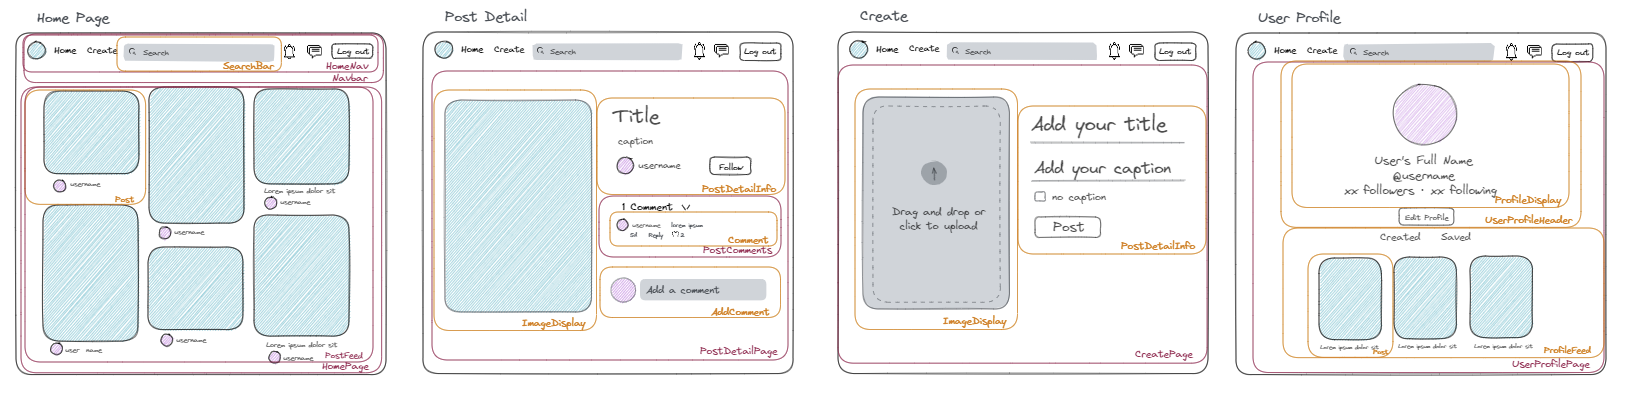 Home Page
Home Create Search Log out
SearchBar
HomeNav
Navbar
username
Post
Lorem ipsum dolor sit
username
username
username
user name
Lorem ipsum dolor sit
username
PostFeed
HomePage
Post Detail
Home Create Search Log out
Title
caption
username Follow
PostDetailInfo
1 Comment
username lorem ipsum
5d Reply 2
Comment
PostComments
Add a comment
AddComment
ImageDisplay
PostDetailPage
Create
Home Create Search Log out
Drag and drop or
click to upload
ImageDisplay
Add your title
Add your caption
no caption
Post
PostDetailInfo
CreatePage
User Profile
Home Create Search Log out
User's Full Name
@username
xx followers · xx following
ProfileDisplay
Edit Profile
UserProfileHeader
Created Saved
Lorem ipsum dolor sit Lorem ipsum dolor sit Lorem ipsum dolor sit
Post
ProfileFeed
UserProfilePage